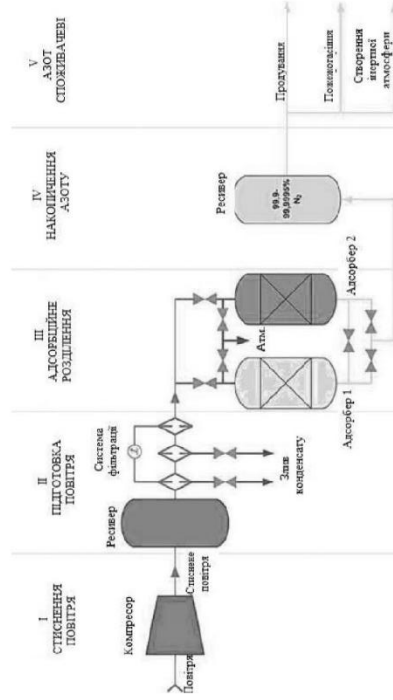 I
СТИСНЕННЯ
ПОВІТРЯ
II
ПІДГОТОВКА
ПОВІТРЯ
III
АДСОРБЦІЙНЕ
РОЗДІЛЕННЯ
IV
НАКОПИЧЕННЯ
АЗОТУ
V
АЗОТ
СПОЖИВАЧЕВІ
Повітря
Компресор
Стиснене
повітря
Ресивер
Система
фільтрації
Злив
конденсату
Атм.
Адсорбер 1
Адсорбер 2
Ресивер
99,9-
99,9995%
N₂
Продування
Пожежогасіння
Створення
інертної
атмосфери